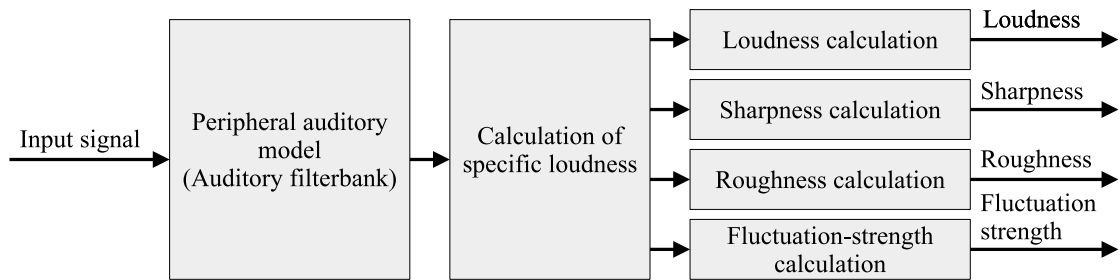 Input signal
Peripheral auditory
model
(Auditory filterbank)
Calculation of
specific loudness
Loudness calculation
Loudness
Sharpness calculation
Sharpness
Roughness calculation
Roughness
Fluctuation-strength
calculation
Fluctuation
strength